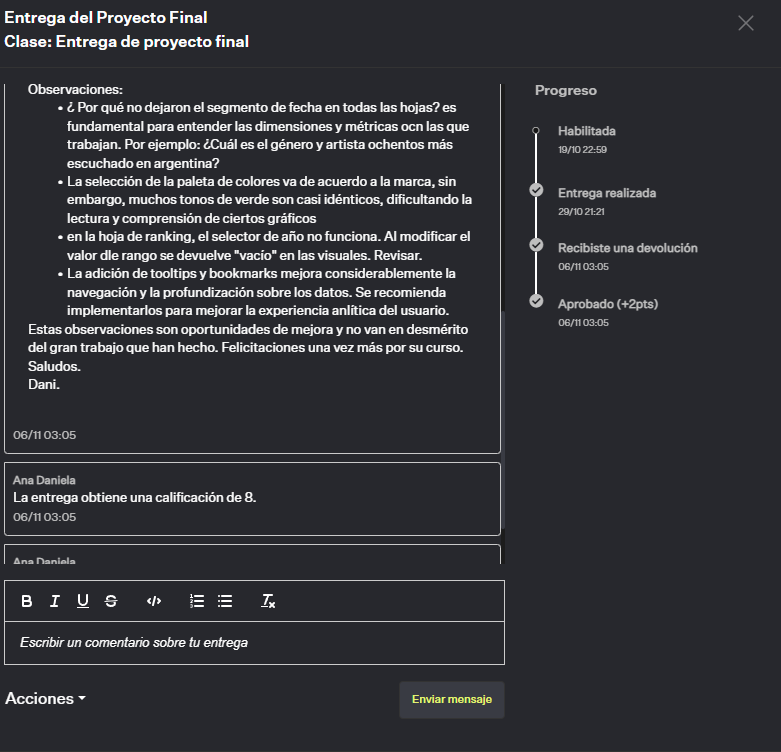 Entrega del Proyecto Final
Clase: Entrega de proyecto final
Observaciones:
• ¿ Por qué no dejaron el segmento de fecha en todas las hojas? es
fundamental para entender las dimensiones y métricas ocn las que
trabajan. Por ejemplo: ¿Cuál es el género y artista ochentos más
escuchado en argentina?
• La selección de la paleta de colores va de acuerdo a la marca, sin
embargo, muchos tonos de verde son casi idénticos, dificultando la
lectura y comprensión de ciertos gráficos
• en la hoja de ranking, el selector de año no funciona. Al modificar el
valor dle rango se devuelve "vacío" en las visuales. Revisar.
• La adición de tooltips y bookmarks mejora considerablemente la
navegación y la profundización sobre los datos. Se recomienda
implementarlos para mejorar la experiencia anlítica del usuario.
Estas observaciones son oportunidades de mejora y no van en desmérito
del gran trabajo que han hecho. Felicitaciones una vez más por su curso.
Saludos.
Dani.
06/11 03:05
Ana Daniela
La entrega obtiene una calificación de 8.
06/11 03:05
Ana Daniela
B I U S
Escribir un comentario sobre tu entrega
Acciones
Enviar mensaje
Progreso
Habilitada
19/10 22:59
Entrega realizada
29/10 21:21
Recibiste una devolución
06/11 03:05
Aprobado (+2pts)
06/11 03:05